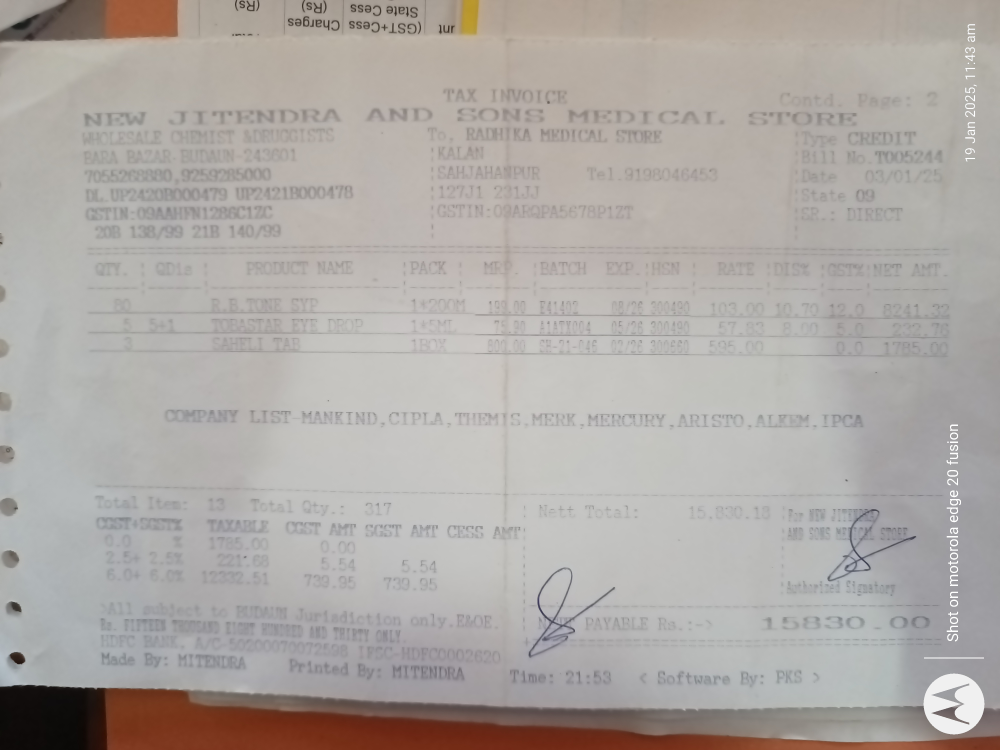 (Rs)
Charges
(Rs)
State Cess
(GST+Cess
TAX INVOICE
Contd. Page: 2
NEW JITENDRA AND SONS MEDICAL STORE
WHOLESALE CHEMIST &DRUGGISTS
To, RADHIKA MEDICAL STORE
Type CREDIT
BARA BAZAR BUDAUN-243601
KALAN
Bill No.T005244
7055268880,9259285000
SAHJAHANPUR Tel.9198046453
Date 03/01/25
DL.UP2420B000479 UP2421B000478
127J1 231JJ
State 09
GSTIN:09AAHFN1286C1ZC
GSTIN:09ARQPA5678P1ZT
SR.: DIRECT
20B 138/99 21B 140/99
QTY. QDis PRODUCT NAME PACK MRP. BATCH EXP. HSN RATE DIS% GST% NET AMT.
80 R.B.TONE SYP 1*200M 199.00 E41402 08/26 300490 103.00 10.70 12.0 8241.32
5 5+1 TOBASTAR EYE DROP 1*5ML 05/26 300490 57.83 8.00 5.0 232.76
3 SAHELI TAB 1BOX 800.00 SH-21-046 02/26 300660 595.00 0.0 1785.00
COMPANY LIST-MANKIND,CIPLA,THEMIS,MERK,MERCURY,ARISTO,ALKEM,IPCA
Total Item: 13 Total Qty.: 317
Nett Total: 15,830.18
For NEW JITENDRA
AND SONS MEDICAL STORE
CGST+SGST% TAXABLE CGST AMT SGST AMT CESS AMT
0.0 % 1785.00 0.00
2.5+ 2.5% 221.68 5.54 5.54
6.0+ 6.0% 12332.51 739.95 739.95
Authorised Signatory
>All subject to BUDAUN Jurisdiction only.E&OE.
Rs. FIFTEEN THOUSAND EIGHT HUNDRED AND THIRTY ONLY
PAYABLE Rs.:-> 15830.00
HDFC BANK, A/C-50200070072598 IFSC-HDFC0002620
Made By: MITENDRA Printed By: MITENDRA Time: 21:53 < Software By: PKS >
19 Jan 2025, 11:43 am
Shot on motorola edge 20 fusion